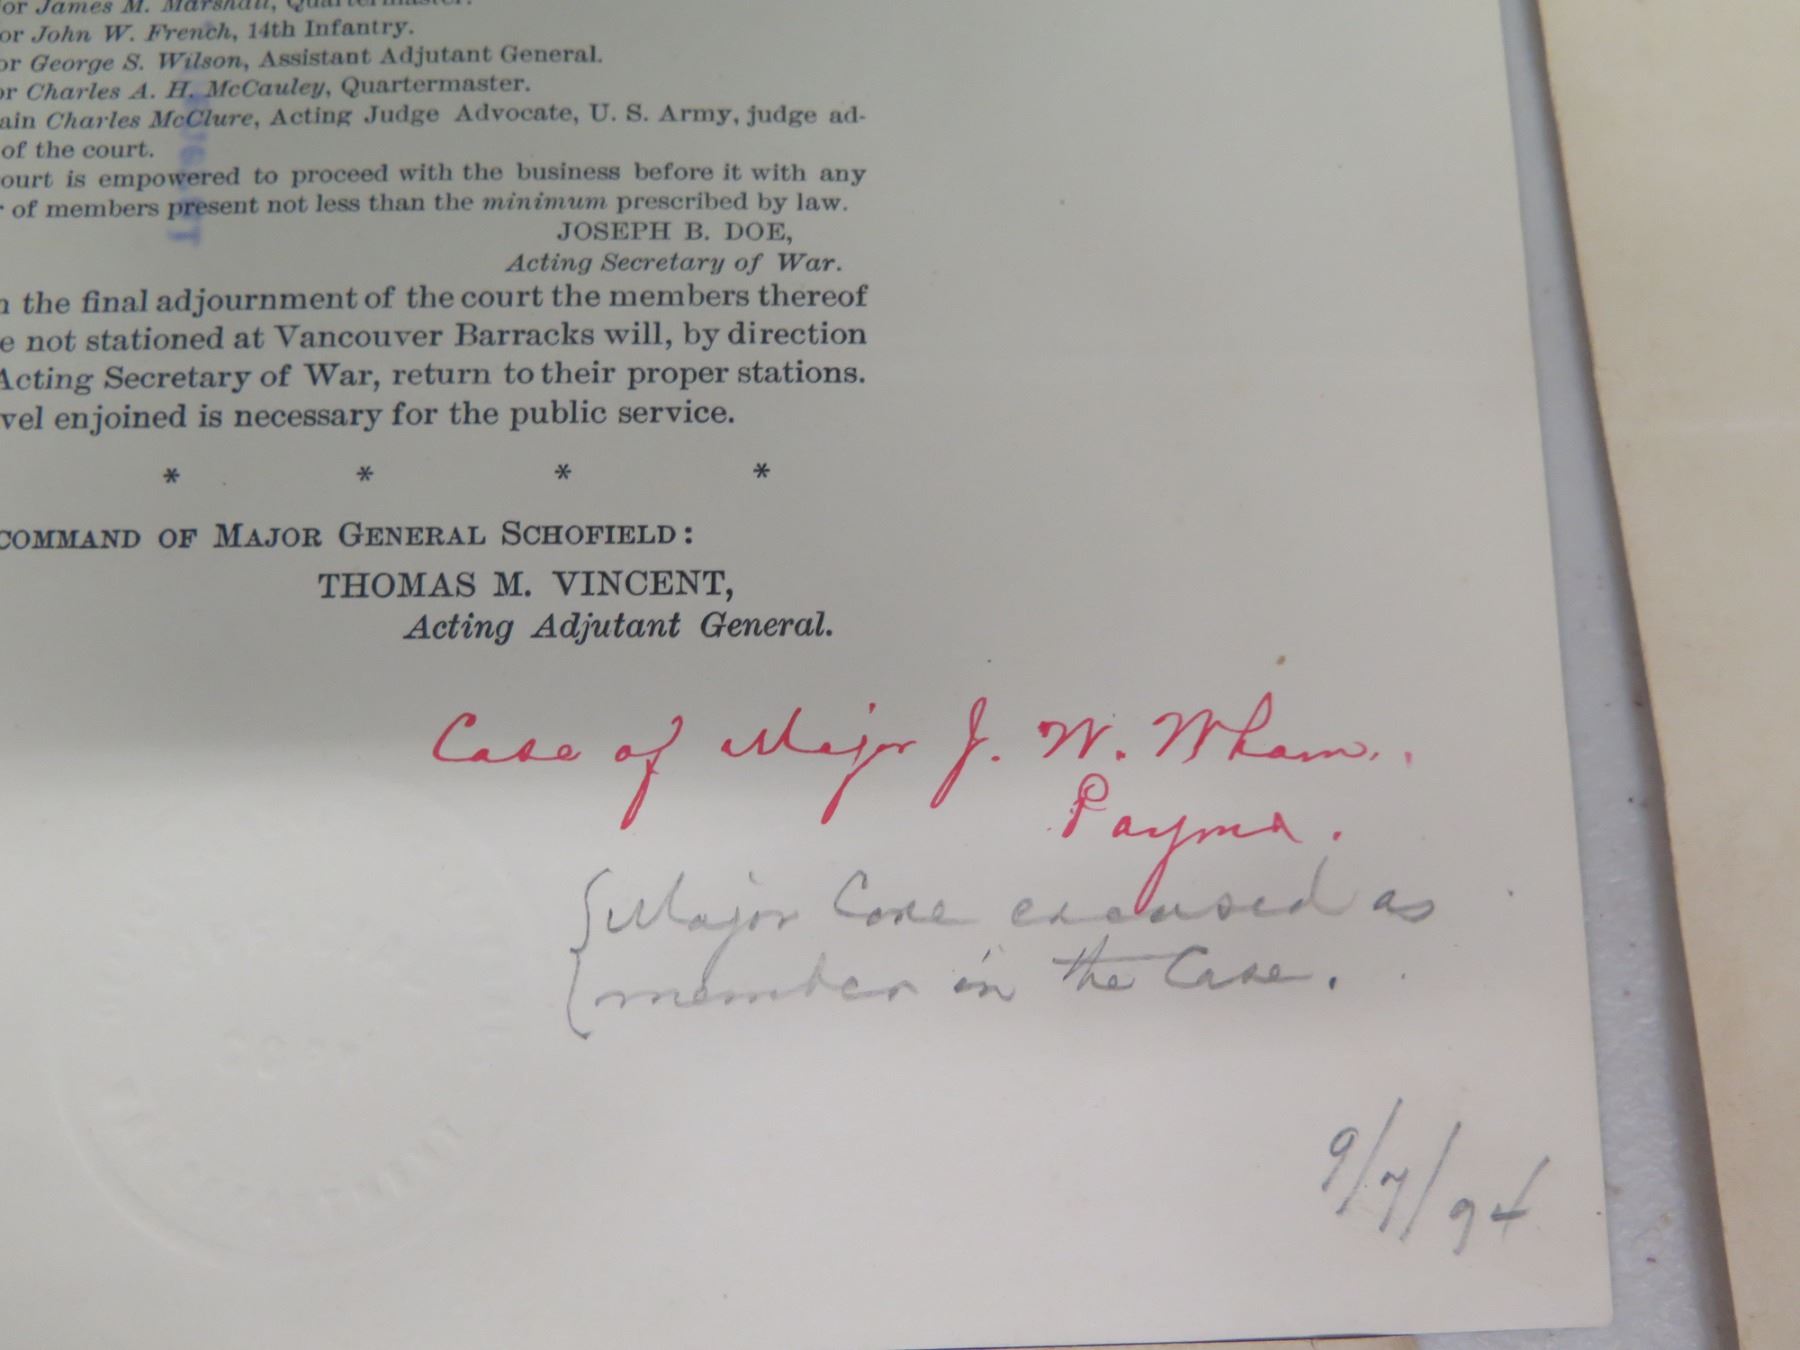 or James M. Marshall, Quartermaster.
or John W. French, 14th Infantry.
or George S. Wilson, Assistant Adjutant General.
or Charles A. H. McCauley, Quartermaster.
ain Charles McClure, Acting Judge Advocate, U. S. Army, judge ad-
of the court.
ourt is empowered to proceed with the business before it with any
r of members present not less than the minimum prescribed by law.
JOSEPH B. DOE,
Acting Secretary of War.
n the final adjournment of the court the members thereof
e not stationed at Vancouver Barracks will, by direction
Acting Secretary of War, return to their proper stations.
vel enjoined is necessary for the public service.
* * * *
COMMAND OF MAJOR GENERAL SCHOFIELD:
THOMAS M. VINCENT,
Acting Adjutant General.
Case of Major J. W. Wham,
Paymr.
{Major Coxe excused as
member in the Case.
9/7/94